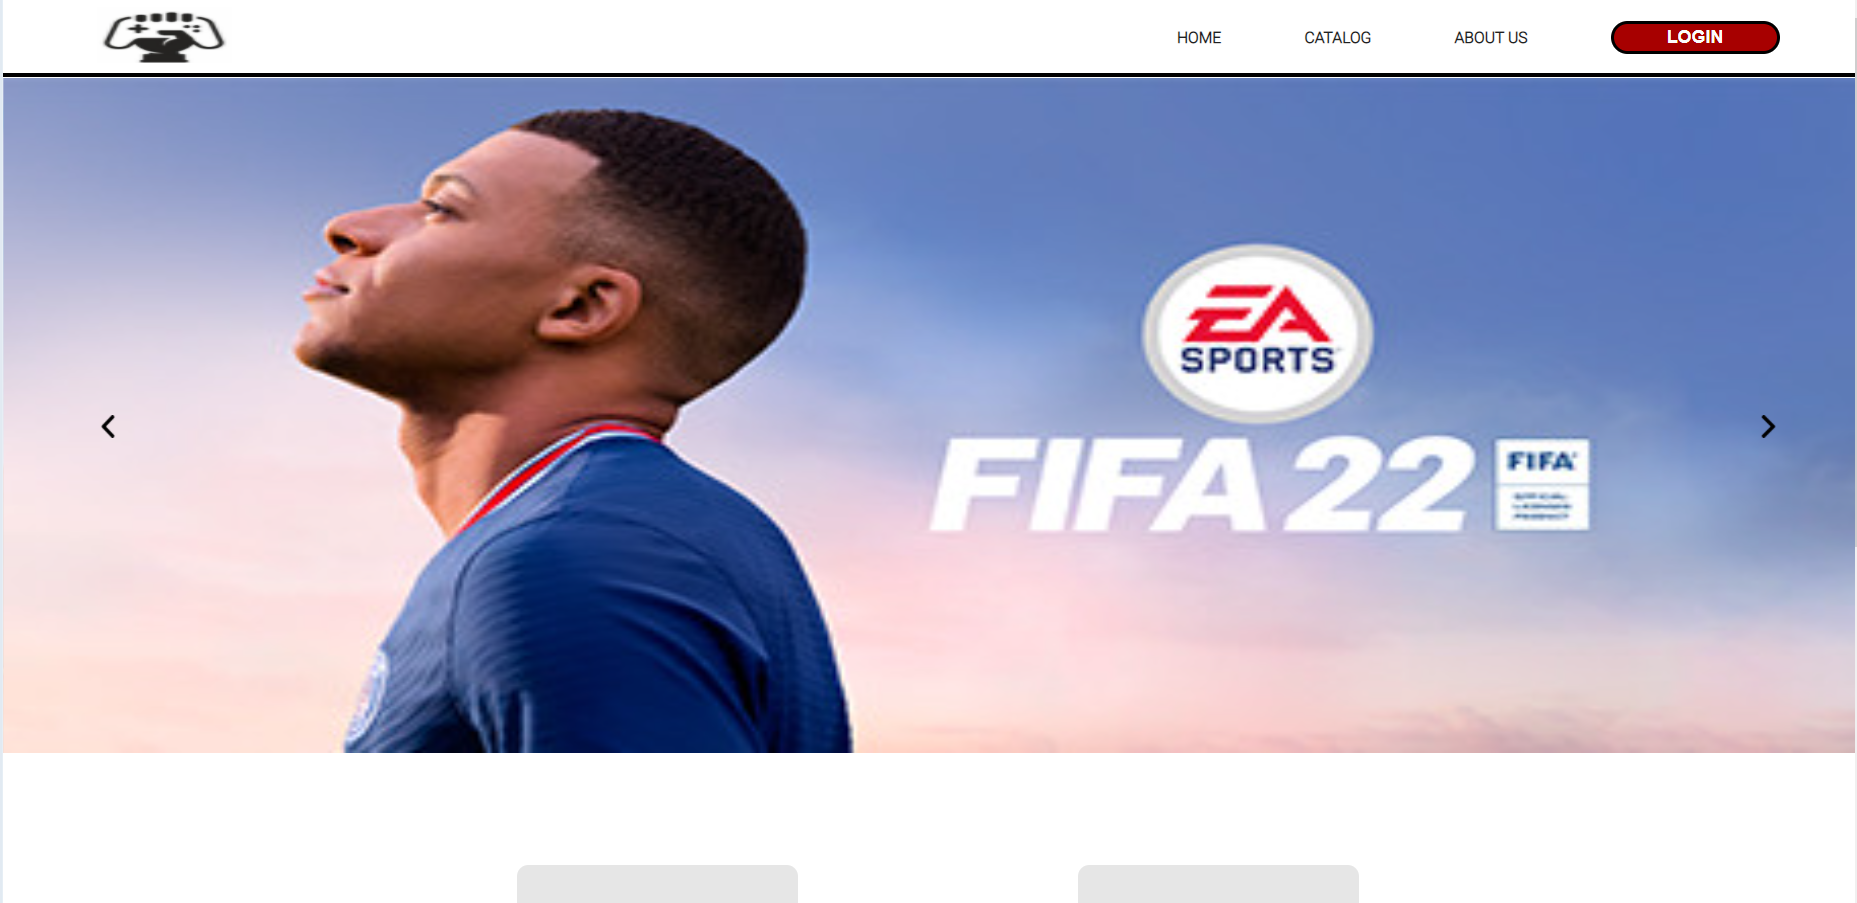 HOME
CATALOG
ABOUT US
LOGIN
EA
SPORTS
FIFA 22
FIFA